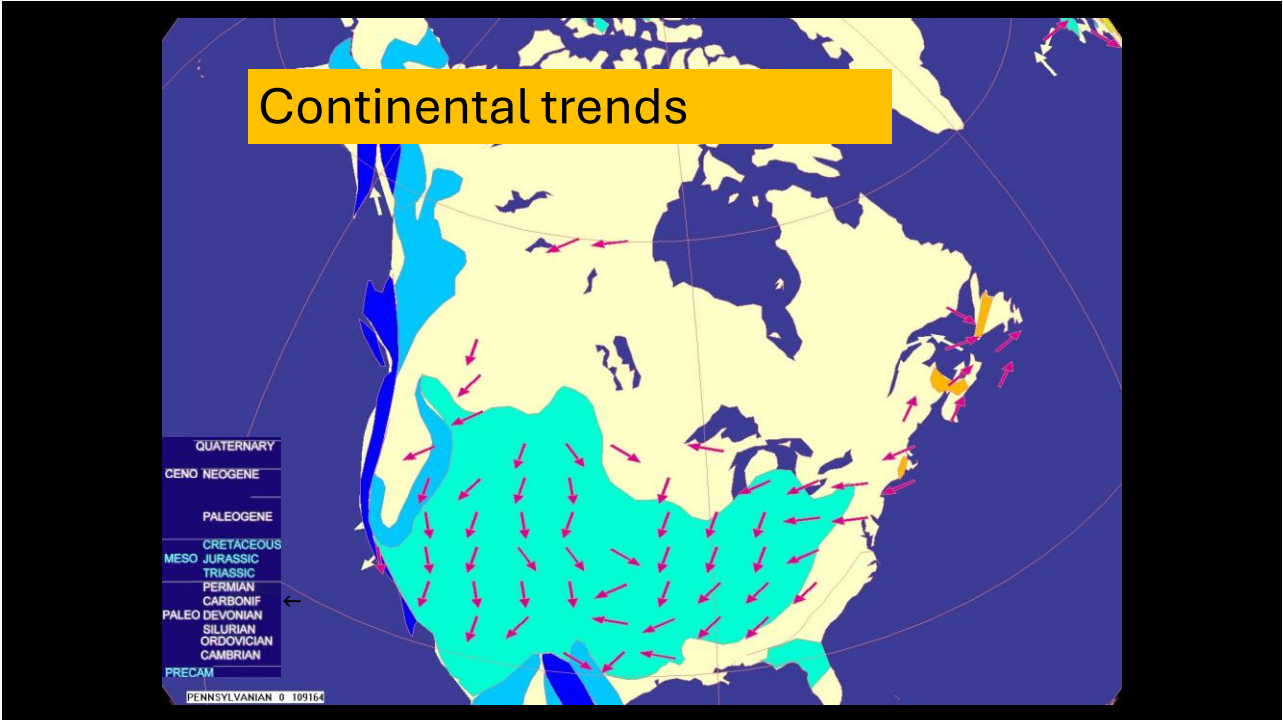 Continental trends
QUATERNARY
CENO NEOGENE
PALEOGENE
CRETACEOUS
MESO JURASSIC
TRIASSIC
PERMIAN
CARBONIF ←
PALEO DEVONIAN
SILURIAN
ORDOVICIAN
CAMBRIAN
PRECAM
PENNSYLVANIAN 0 109164